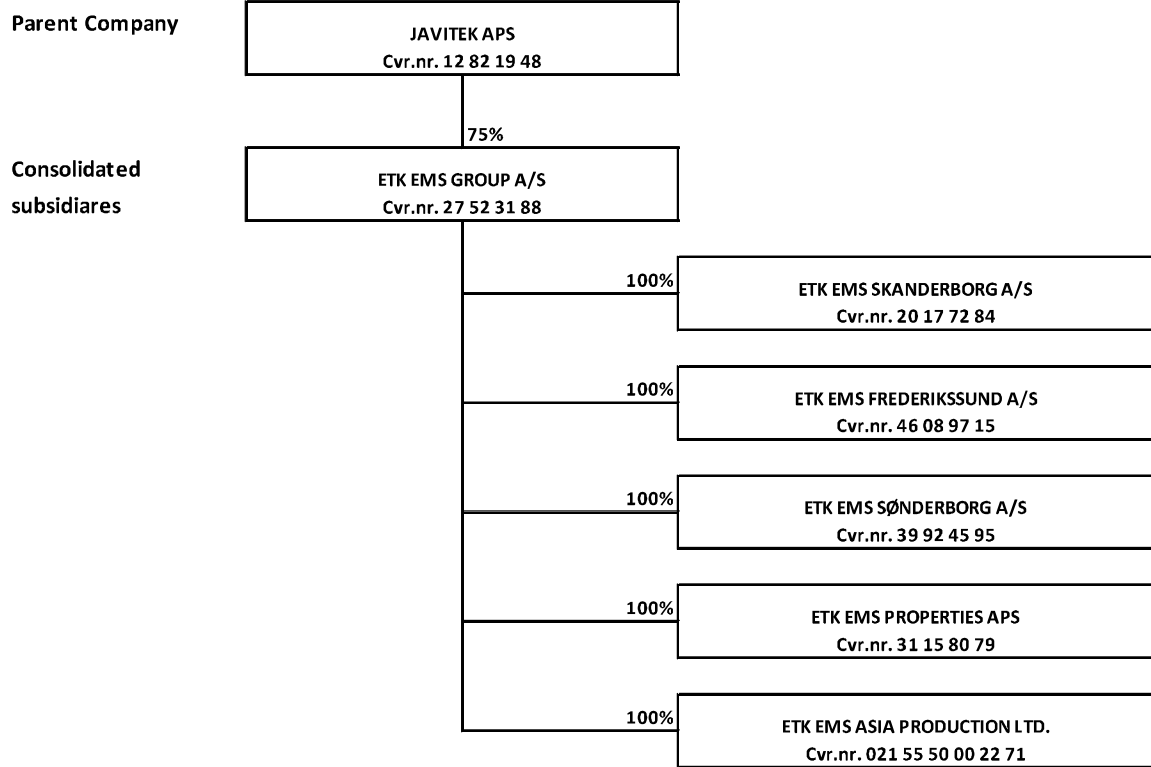 Parent Company
JAVITEK APS
Cvr.nr. 12 82 19 48
75%
Consolidated
subsidiares
ETK EMS GROUP A/S
Cvr.nr. 27 52 31 88
100%
ETK EMS SKANDERBORG A/S
Cvr.nr. 20 17 72 84
100%
ETK EMS FREDERIKSSUND A/S
Cvr.nr. 46 08 97 15
100%
ETK EMS SØNDERBORG A/S
Cvr.nr. 39 92 45 95
100%
ETK EMS PROPERTIES APS
Cvr.nr. 31 15 80 79
100%
ETK EMS ASIA PRODUCTION LTD.
Cvr.nr. 021 55 50 00 22 71